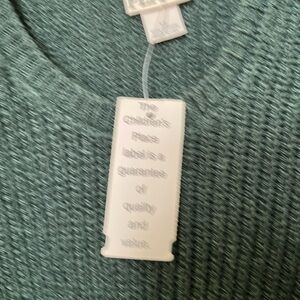 The
Children's
Place
label is a
guarantee
of
quality
and
value.